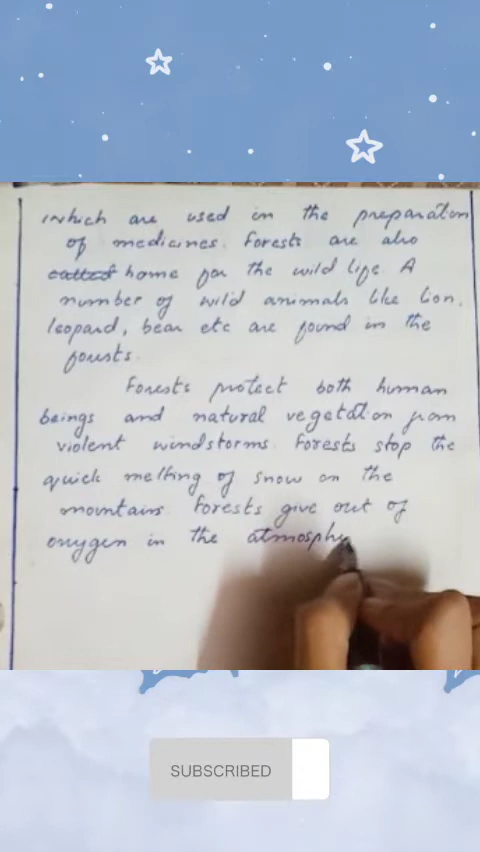 which are used in the preparation
of medicines. Forests are also
called home for the wild life. A
number of wild animals like lion,
leopard, bear etc are found in the
forests.
Forests protect both human
beings and natural vegetation from
violent windstorms. Forests stop the
quick melting of snow on the
mountains. Forests give out of
oxygen in the atmosphe
SUBSCRIBED